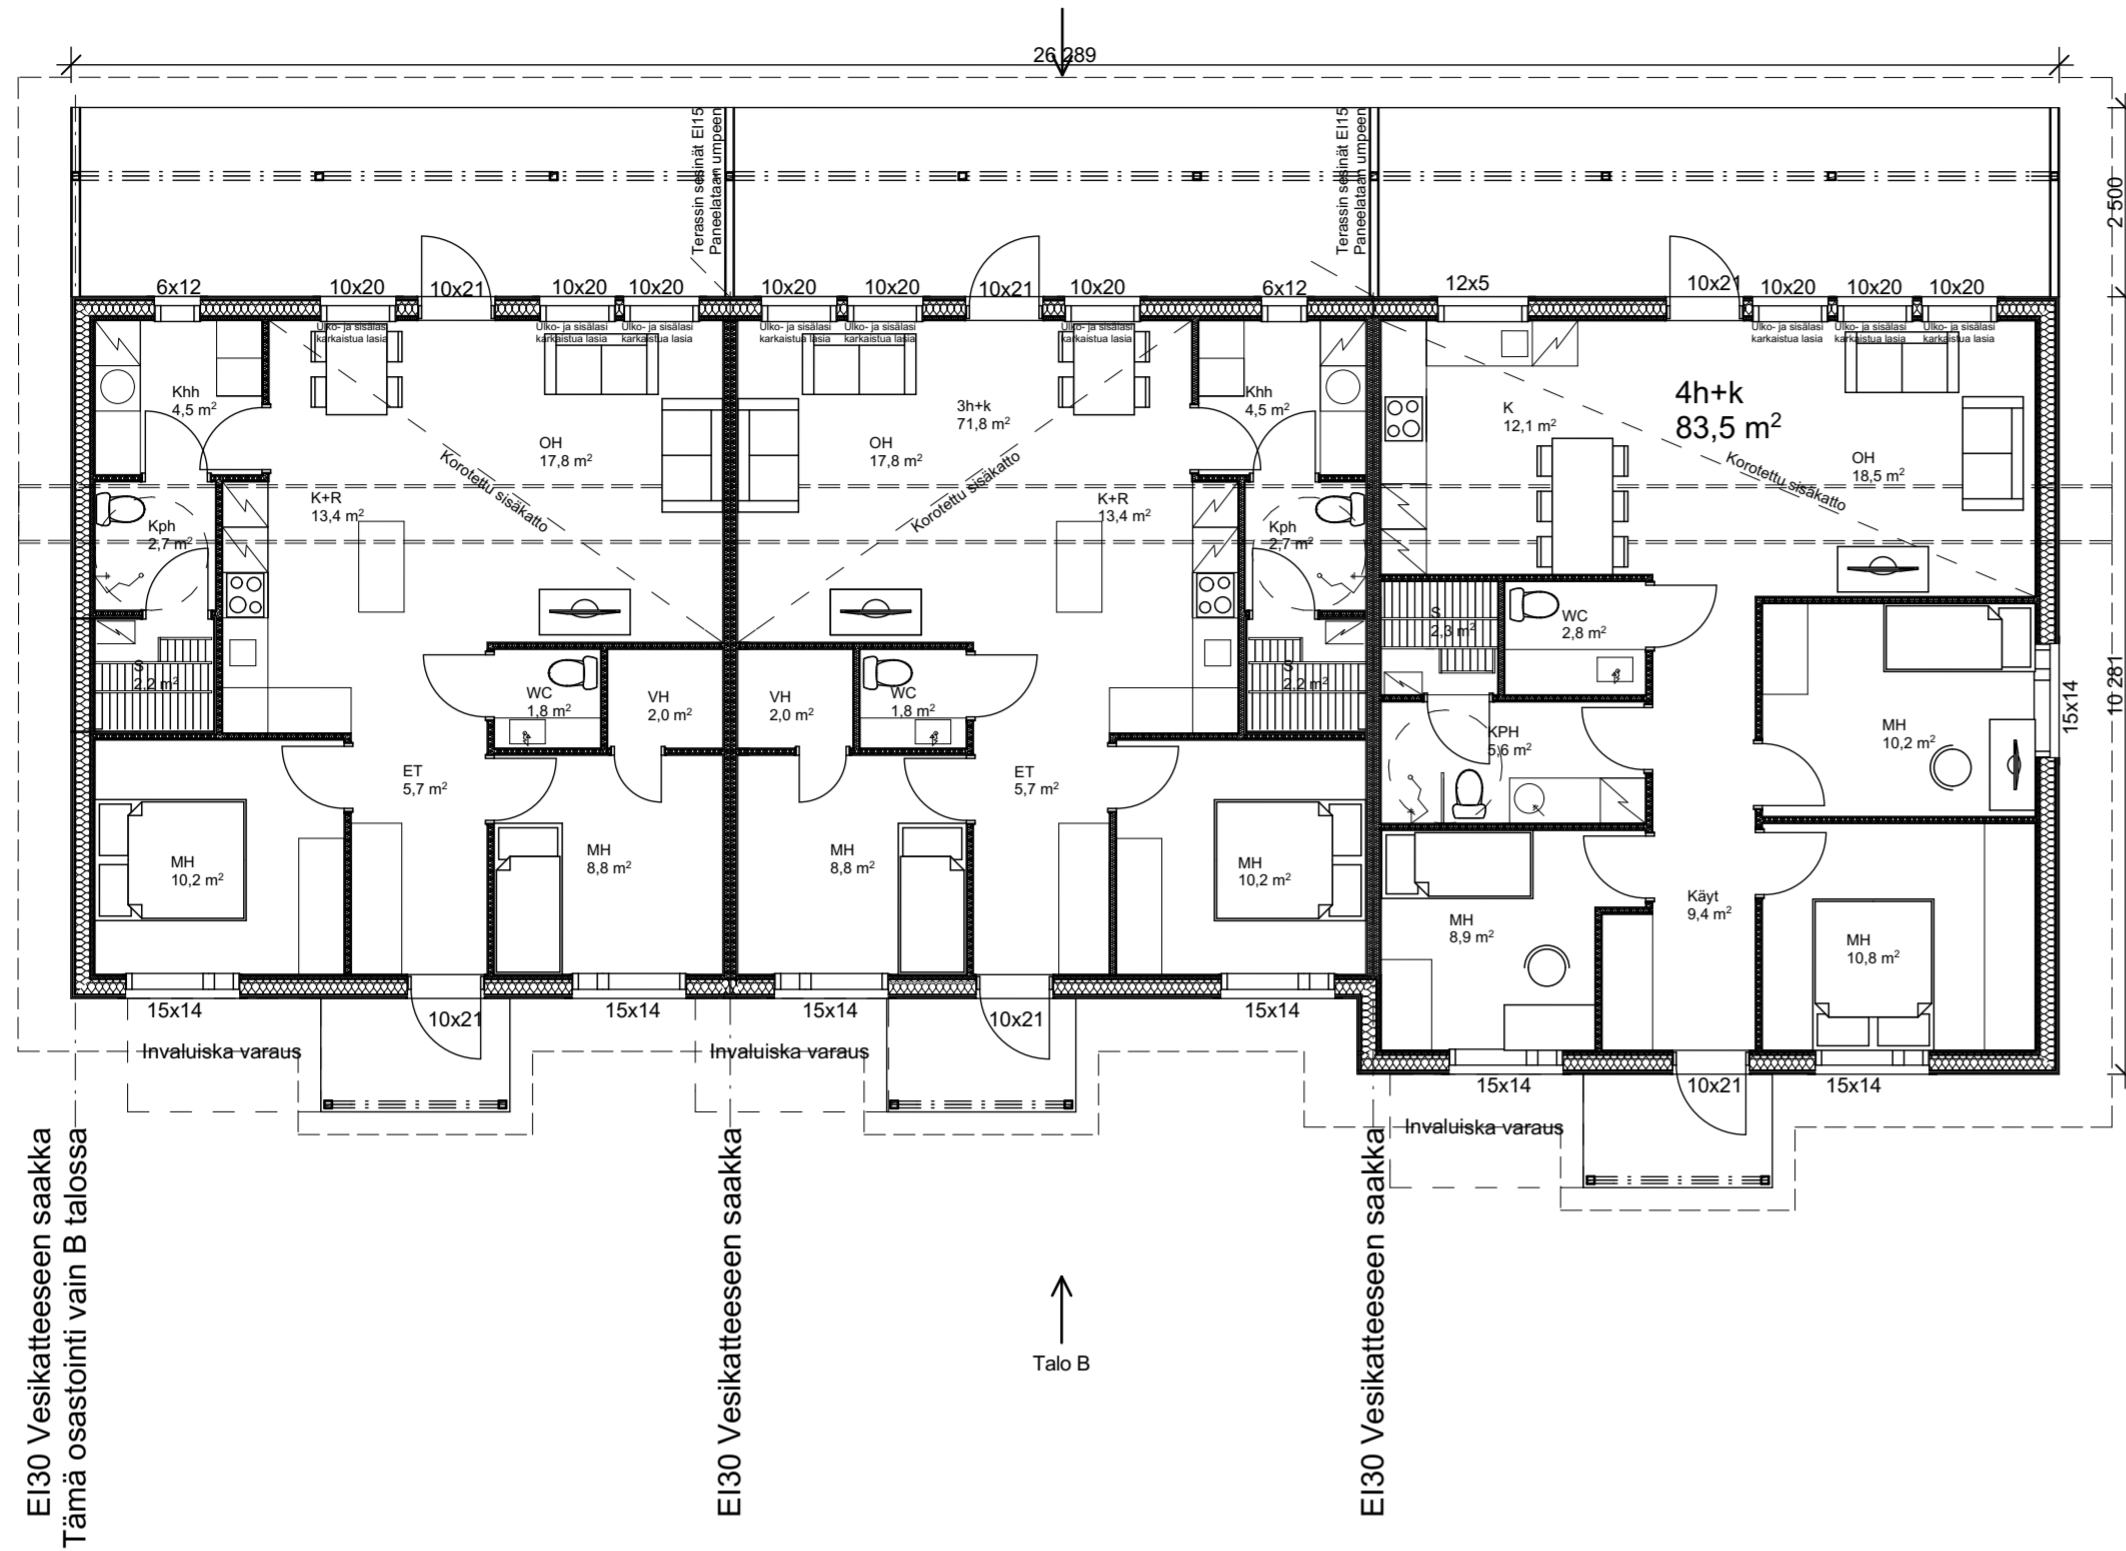 26 289
Terassin sesinät EI15
Paneelataan umpeen
Terassin sesinät EI15
Paneelataan umpeen
2 500
6x12
10x20
10x21
10x20
10x20
10x20
10x20
10x21
10x20
6x12
12x5
10x21
10x20
10x20
10x20
Ulko- ja sisälasi
karkaistua lasia
Ulko- ja sisälasi
karkaistua lasia
Ulko- ja sisälasi
karkaistua lasia
Ulko- ja sisälasi
karkaistua lasia
Ulko- ja sisälasi
karkaistua lasia
Ulko- ja sisälasi
karkaistua lasia
Ulko- ja sisälasi
karkaistua lasia
Ulko- ja sisälasi
karkaistua lasia
Ulko- ja sisälasi
karkaistua lasia
Khh
4,5 m²
OH
17,8 m²
Korotettu sisäkatto
K+R
13,4 m²
Kph
2,7 m²
S
2,2 m²
WC
1,8 m²
VH
2,0 m²
ET
5,7 m²
MH
10,2 m²
MH
8,8 m²
3h+k
71,8 m²
OH
17,8 m²
Korotettu sisäkatto
Khh
4,5 m²
K+R
13,4 m²
Kph
2,7 m²
S
2,2 m²
VH
2,0 m²
WC
1,8 m²
ET
5,7 m²
MH
8,8 m²
MH
10,2 m²
4h+k
83,5 m²
K
12,1 m²
OH
18,5 m²
Korotettu sisäkatto
S
2,3 m²
WC
2,8 m²
KPH
5,6 m²
MH
10,2 m²
15x14
10 281
MH
8,9 m²
Käyt
9,4 m²
MH
10,8 m²
15x14
10x21
15x14
15x14
10x21
15x14
15x14
10x21
15x14
Invaluiska varaus
Invaluiska varaus
Invaluiska varaus
EI30 Vesikatteeseen saakka
Tämä osastointi vain B talossa
EI30 Vesikatteeseen saakka
EI30 Vesikatteeseen saakka
Talo B